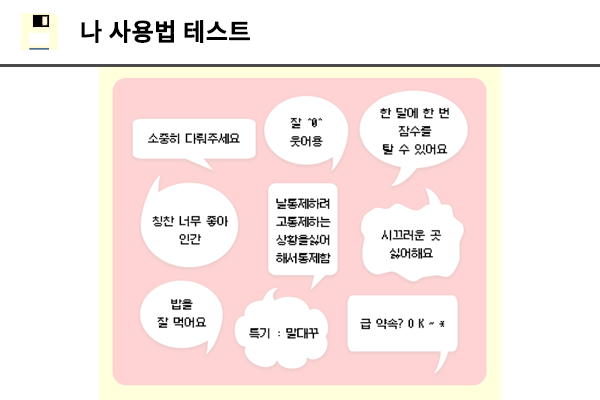 나 사용법 테스트
소중히 다뤄주세요
잘 ^0^
웃어용
한 달에 한 번
잠수를
탈 수 있어요
칭찬 너무 좋아
인간
날통제하려
고통제하는
상황을싫어
해서통제함
시끄러운 곳
싫어해요
밥을
잘 먹어요
특기 : 말대꾸
급 약속? O K ~ *